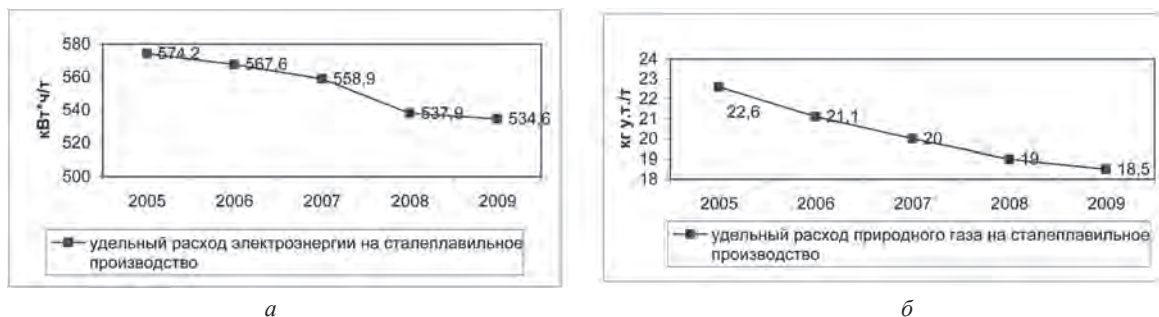 580
560
540
520
500
кВт*ч/т
574,2
567,6
558,9
537,9
534,6
2005 2006 2007 2008 2009
удельный расход электроэнергии на сталеплавильное
производство
а
24
23
22
21
20
19
18
кг у.т./т
22,6
21,1
20
19
18,5
2005 2006 2007 2008 2009
удельный расход природного газа на сталеплавильное
производство
б